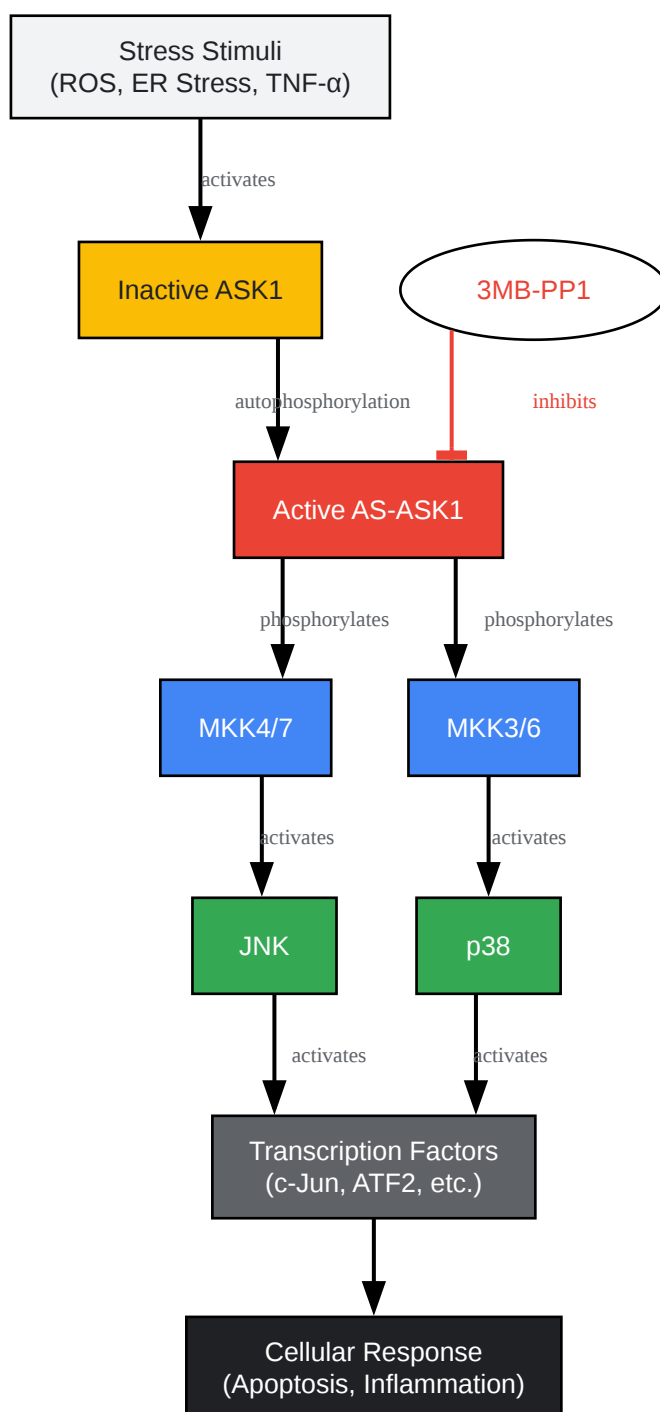 Stress Stimuli
(ROS, ER Stress, TNF-α)
activates
Inactive ASK1
3MB-PP1
autophosphorylation
inhibits
Active AS-ASK1
phosphorylates
phosphorylates
MKK4/7
MKK3/6
activates
activates
JNK
p38
activates
activates
Transcription Factors
(c-Jun, ATF2, etc.)
Cellular Response
(Apoptosis, Inflammation)